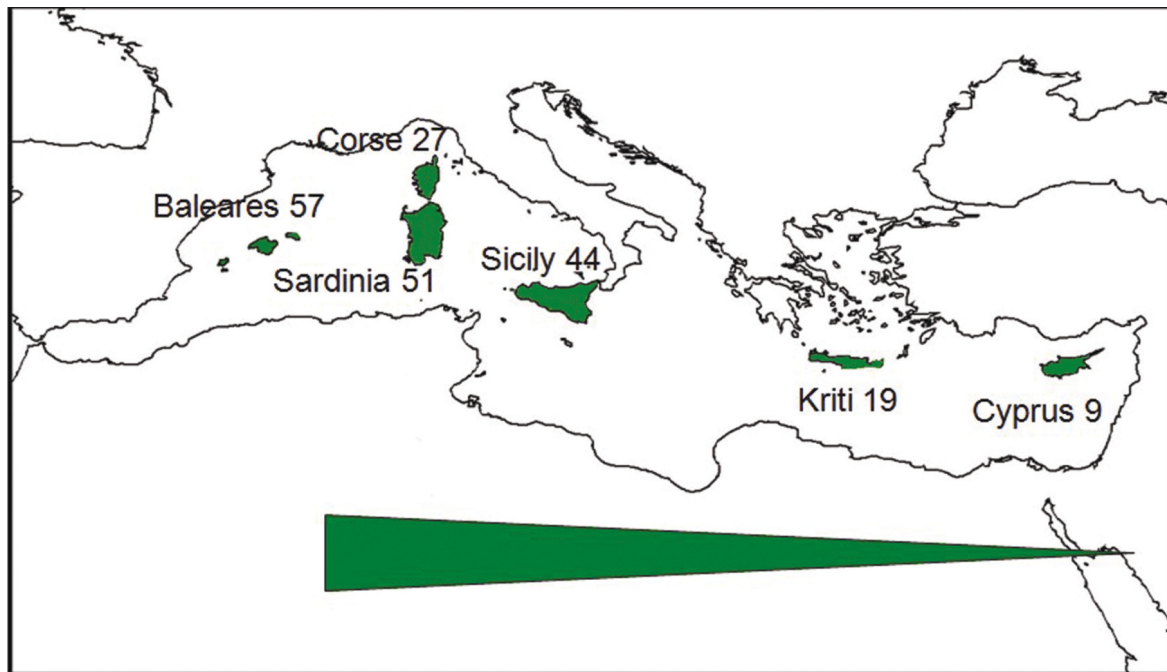 Corse 27
Baleares 57
Sardinia 51
Sicily 44
Kriti 19
Cyprus 9